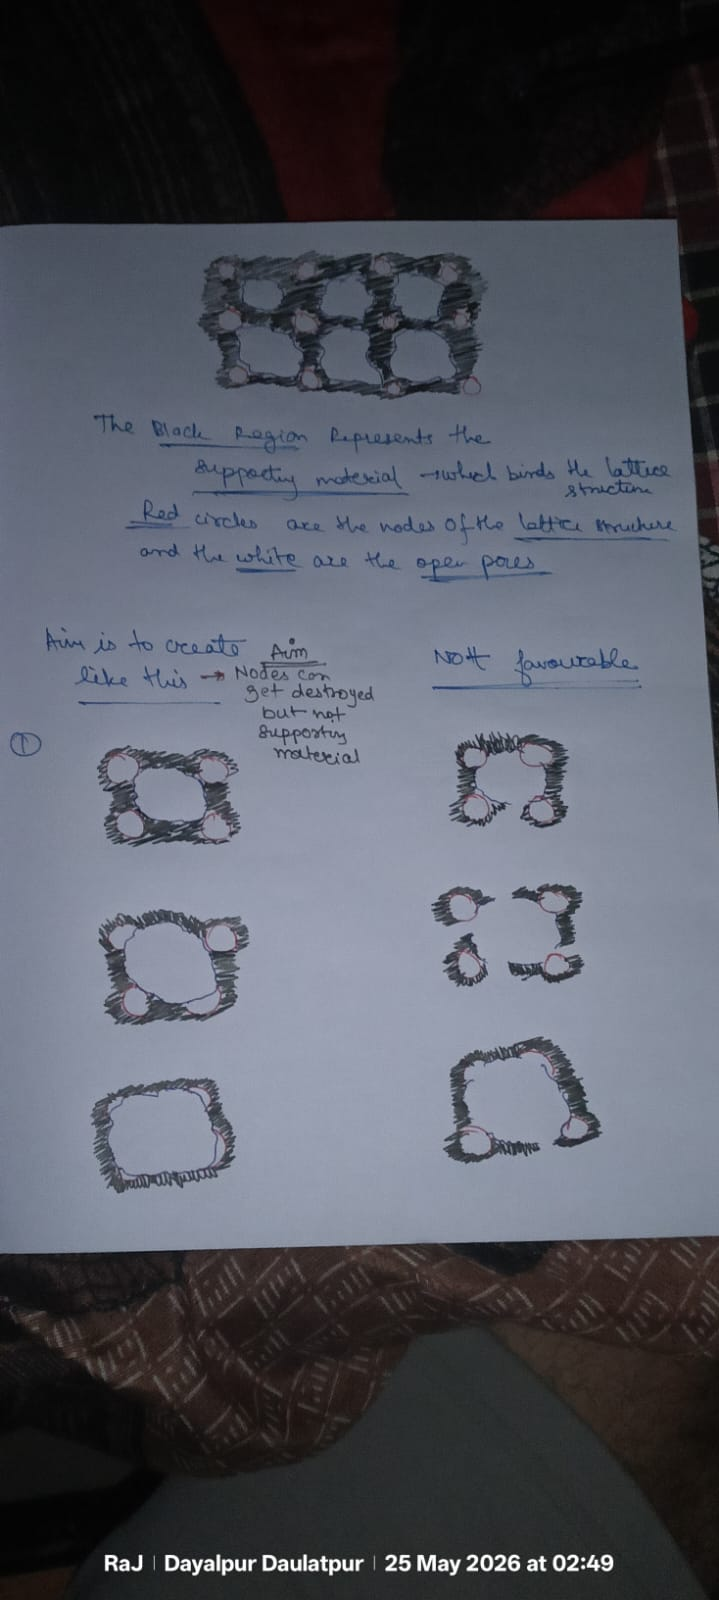 The Black Region Represents the
supporting material → which binds the lattice
structure
Red circles are the nodes of the lattice structure
and the white are the open pores
Aim is to create
like this → Aim
Nodes can
get destroyed
but not
supporting
material
Not favourable
①
RaJ | Dayalpur Daulatpur | 25 May 2026 at 02:49